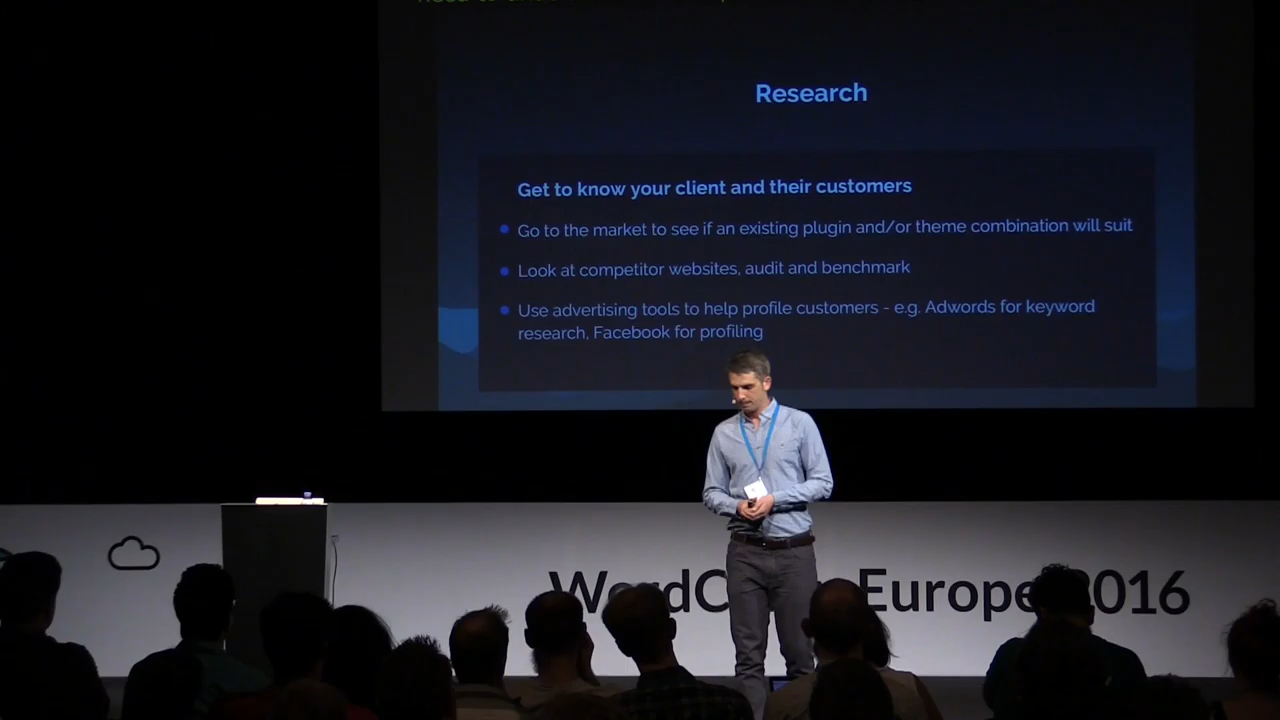 Research
Get to know your client and their customers
Go to the market to see if an existing plugin and/or theme combination will suit
Look at competitor websites, audit and benchmark
Use advertising tools to help profile customers - e.g. Adwords for keyword
research, Facebook for profiling
WordC Europe 2016